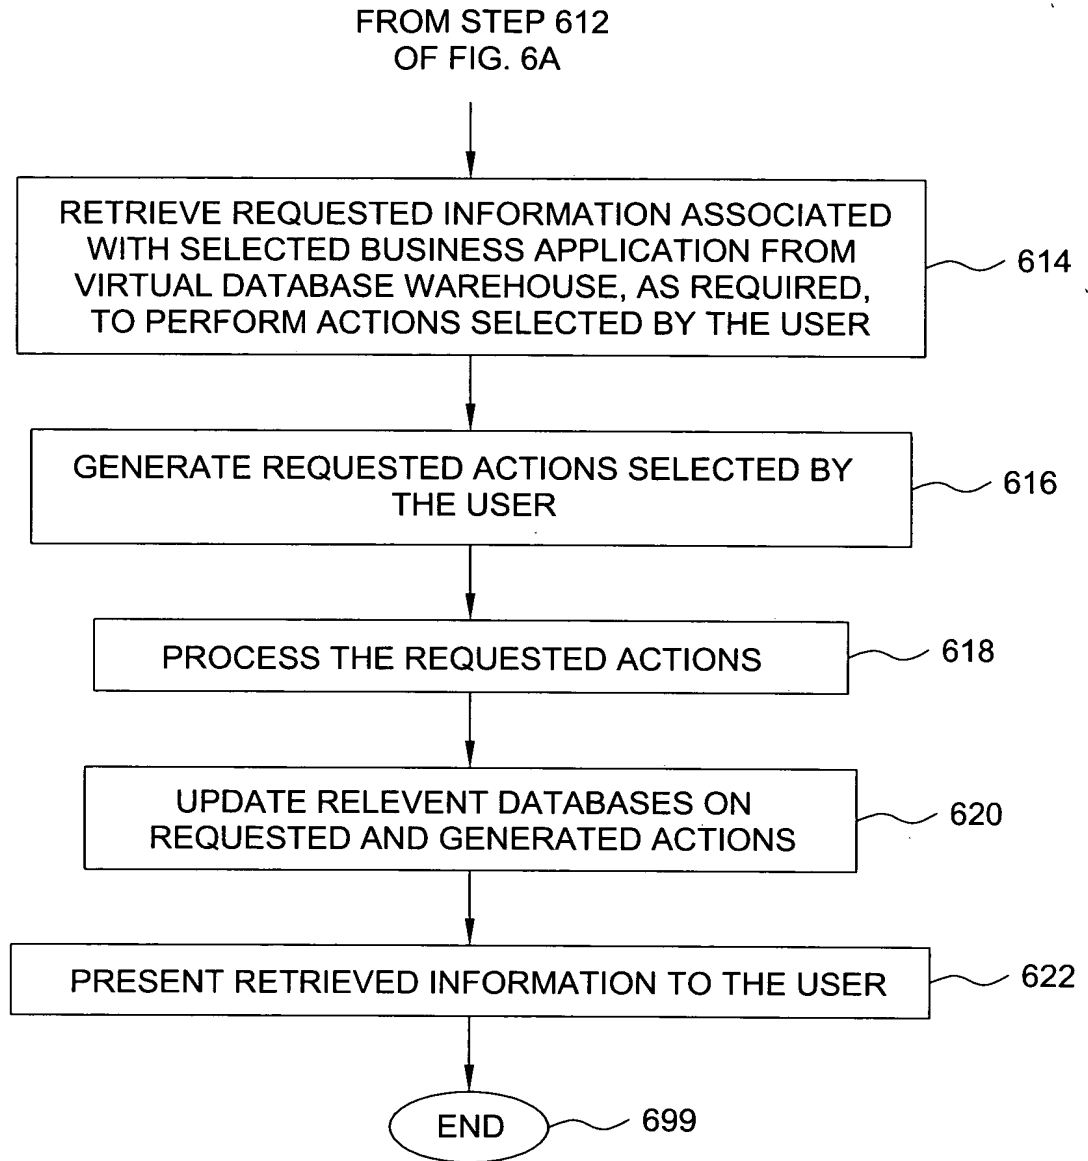 FROM STEP 612
OF FIG. 6A
RETRIEVE REQUESTED INFORMATION ASSOCIATED
WITH SELECTED BUSINESS APPLICATION FROM
VIRTUAL DATABASE WAREHOUSE, AS REQUIRED,
TO PERFORM ACTIONS SELECTED BY THE USER
614
GENERATE REQUESTED ACTIONS SELECTED BY
THE USER
616
PROCESS THE REQUESTED ACTIONS
618
UPDATE RELEVENT DATABASES ON
REQUESTED AND GENERATED ACTIONS
620
PRESENT RETRIEVED INFORMATION TO THE USER
622
END
699